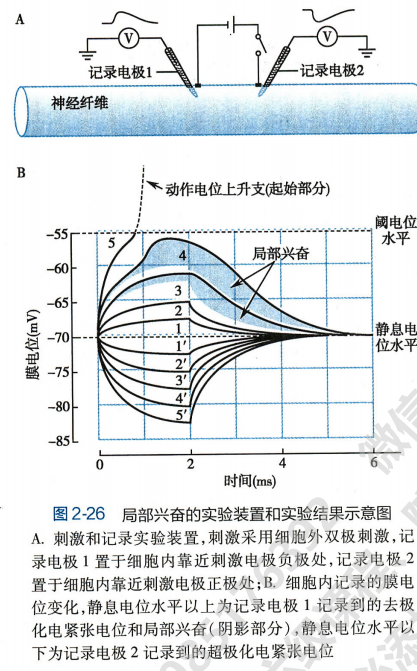 A
V
V
记录电极1
记录电极2
神经纤维
B
动作电位上升支(起始部分)
阈电位
水平
-55
5
4
局部兴奋
-60
3
-65
2
1
静息电
位水平
-70
1′
2′
-75
3′
4′
-80
5′
-85
膜电位(mV)
0
2
4
6
时间(ms)
图2-26 局部兴奋的实验装置和实验结果示意图
A. 刺激和记录实验装置,刺激采用细胞外双极刺激,记
录电极 1 置于细胞内靠近刺激电极负极处,记录电极 2
置于细胞内靠近刺激电极正极处;B. 细胞内记录的膜电
位变化,静息电位水平以上为记录电极 1 记录到的去极
化电紧张电位和局部兴奋(阴影部分),静息电位水平以
下为记录电极 2 记录到的超极化电紧张电位